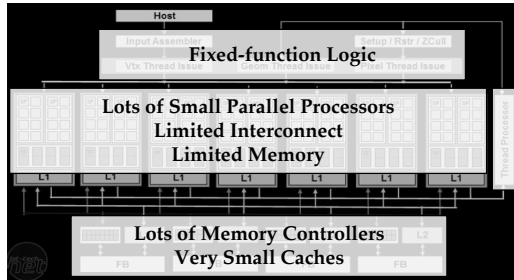 Host
Input Assembler
Setup / Rstr / ZCull
Vtx Thread Issue
Geom Thread Issue
Pixel Thread Issue
Fixed-function Logic
Lots of Small Parallel Processors
Limited Interconnect
Limited Memory
Thread Processor
L1
L1
L1
L1
L1
L1
L1
Lots of Memory Controllers
Very Small Caches
L2
FB
FB
FB
FB